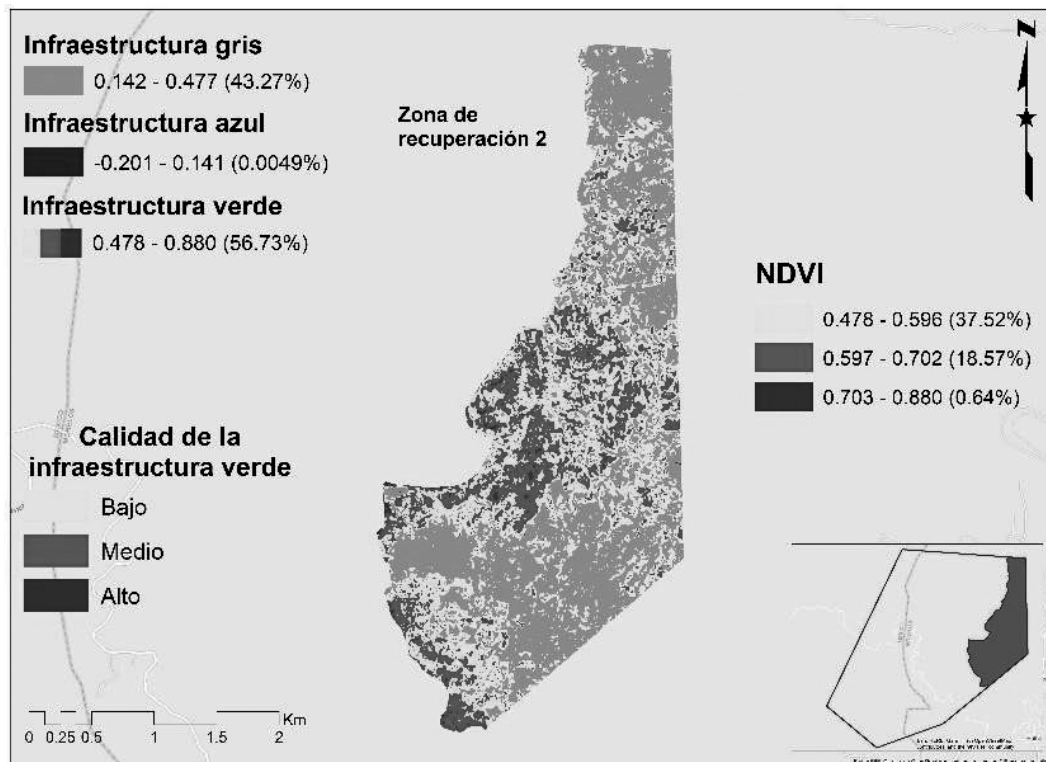 Infraestructura gris
0.142 - 0.477 (43.27%)
Infraestructura azul
-0.201 - 0.141 (0.0049%)
Infraestructura verde
0.478 - 0.880 (56.73%)
Zona de
recuperación 2
N
NDVI
0.478 - 0.596 (37.52%)
0.597 - 0.702 (18.57%)
0.703 - 0.880 (0.64%)
Calidad de la
infraestructura verde
Bajo
Medio
Alto
Km
0 0.25 0.5 1 1.5 2